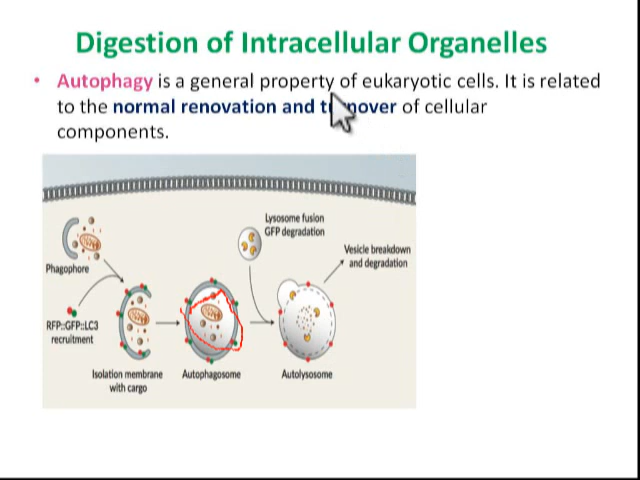 Digestion of Intracellular Organelles
• Autophagy is a general property of eukaryotic cells. It is related
to the normal renovation and turnover of cellular
components.
Lysosome fusion
GFP degradation
Vesicle breakdown
and degradation
Phagophore
RFP::GFP::LC3
recruitment
Isolation membrane
with cargo
Autophagosome
Autolysosome